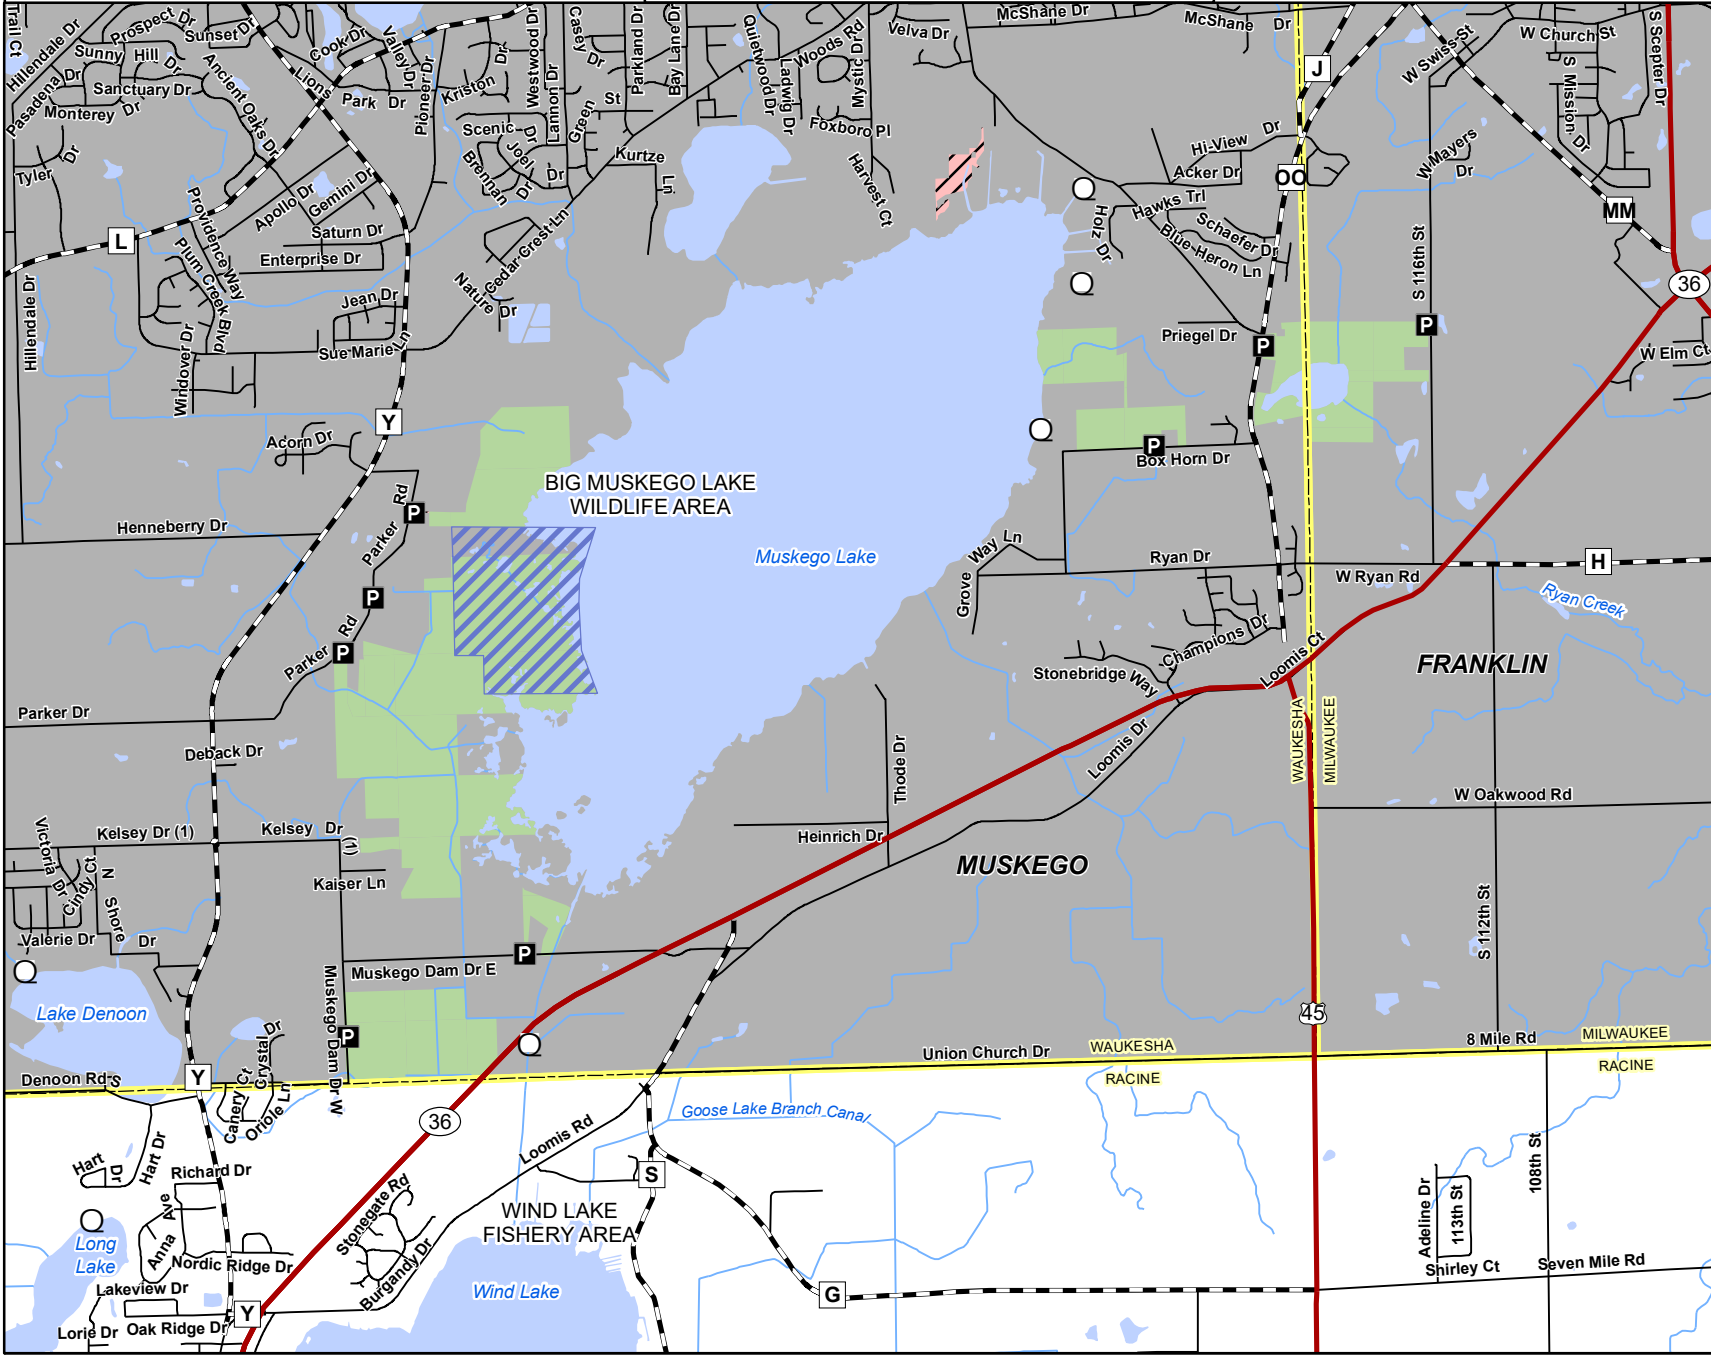 Trail Ct
Hillendale Dr
Prospect Dr
Sunset Dr
Sunny Hill Dr
Pasadena Dr
Sanctuary Dr
Monterey Dr
Ancient Oaks Dr
Lions
Cook Dr
Valley Dr
Park Dr
Pioneer Dr
Kriston Dr
Westwood Dr
Casey Dr
Lannon Dr
Green
St
Parkland Dr
Bay Lane Dr
Quietwood Dr
Ladwig Dr
Woods Rd
Mystic Dr
Velva Dr
Foxboro Pl
Harvest Ct
McShane Dr
McShane Dr
J
W Swiss St
W Church St
S Scepter Dr
S Mission Dr
Scenic Dr
Joel Dr
Brennan Dr
Kurtze Ln
Hi-View Dr
Acker Dr
OO
W Mayers Dr
MM
Tyler Dr
L
Providence Way
Plum Creek Blvd
Apollo Dr
Gemini Dr
Saturn Dr
Enterprise Dr
Jean Dr
Sue Marie Ln
Nature Dr
Cedar Crest Ln
Hawks Trl
Holz Dr
Schaefer Dr
Blue Heron Ln
S 116th St
36
Hillendale Dr
Windover Dr
Priegel Dr
P
P
W Elm Ct
Y
Acorn Dr
P
Box Horn Dr
BIG MUSKEGO LAKE
WILDLIFE AREA
Muskego Lake
Henneberry Dr
Parker Rd
P
Grove Way Ln
Ryan Dr
W Ryan Rd
H
Ryan Creek
P
Parker Rd
P
Champions Dr
Stonebridge Way
Loomis Ct
FRANKLIN
Parker Dr
Deback Dr
WAUKESHA
MILWAUKEE
Loomis Dr
Thode Dr
W Oakwood Rd
Kelsey Dr (1)
Kelsey Dr (1)
Heinrich Dr
MUSKEGO
Victoria Dr
Cindy Ct
N Shore Dr
Kaiser Ln
Valerie Dr
S 112th St
Muskego Dam Dr E
P
Lake Denoon
Muskego Dam Dr W
P
45
Crystal Dr
Union Church Dr
WAUKESHA
RACINE
8 Mile Rd
MILWAUKEE
RACINE
Denoon Rd S
Y
Canery Ct
Oriole Ln
36
Goose Lake Branch Canal
Loomis Rd
Hart Dr
Hart Dr
Richard Dr
S
Stonegate Rd
WIND LAKE
FISHERY AREA
Adeline Dr
113th St
108th St
Long
Lake
Anna Ave
Nordic Ridge Dr
Burgandy Dr
Shirley Ct
Seven Mile Rd
Lakeview Dr
Wind Lake
G
Y
Lorie Dr
Oak Ridge Dr